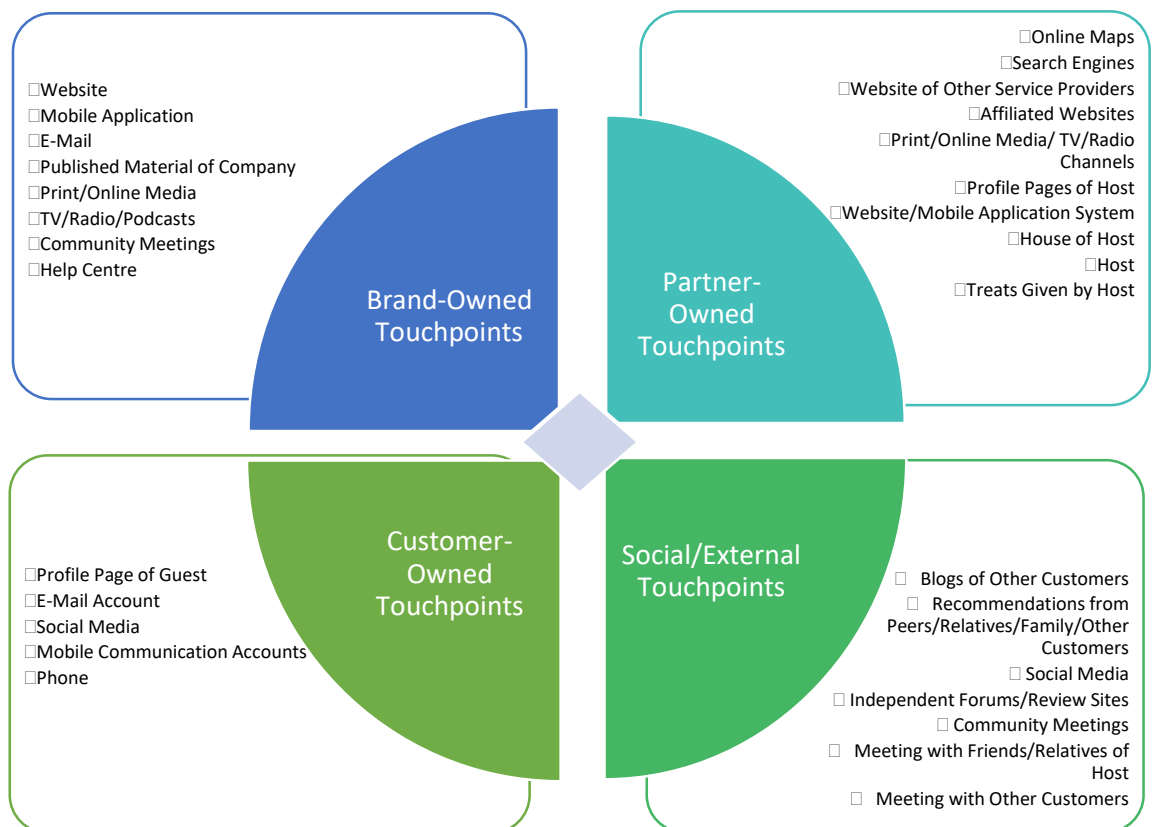 □Website
□Mobile Application
□E-Mail
□Published Material of Company
□Print/Online Media
□TV/Radio/Podcasts
□Community Meetings
□Help Centre
Brand-Owned
Touchpoints
□Online Maps
□Search Engines
□Website of Other Service Providers
□Affiliated Websites
□Print/Online Media/ TV/Radio
Channels
□Profile Pages of Host
□Website/Mobile Application System
□House of Host
□Host
□Treats Given by Host
Partner-
Owned
Touchpoints
□Profile Page of Guest
□E-Mail Account
□Social Media
□Mobile Communication Accounts
□Phone
Customer-
Owned
Touchpoints
Social/External
Touchpoints
□ Blogs of Other Customers
□ Recommendations from
Peers/Relatives/Family/Other
Customers
□ Social Media
□ Independent Forums/Review Sites
□ Community Meetings
□ Meeting with Friends/Relatives of
Host
□ Meeting with Other Customers